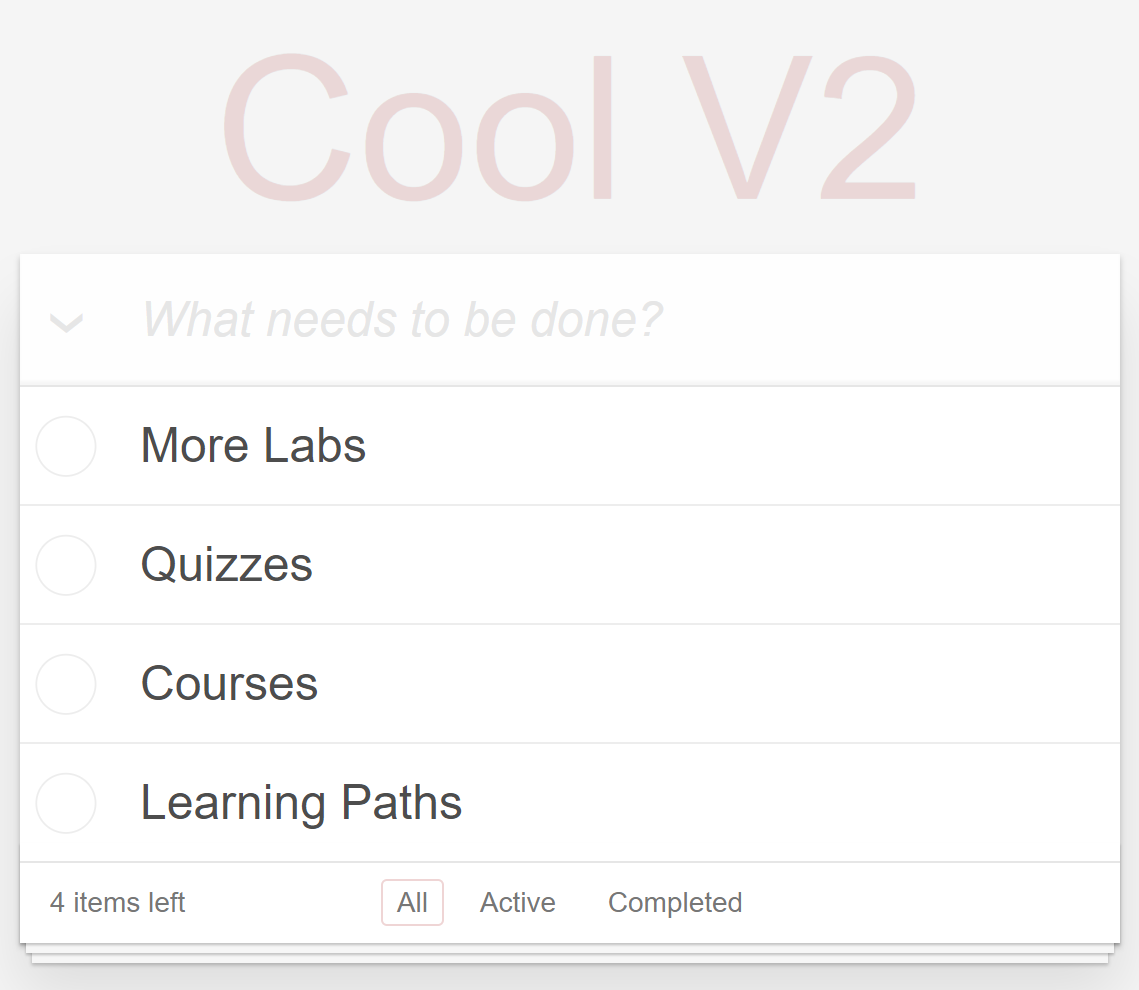 Cool V2
What needs to be done?
More Labs
Quizzes
Courses
Learning Paths
4 items left All Active Completed